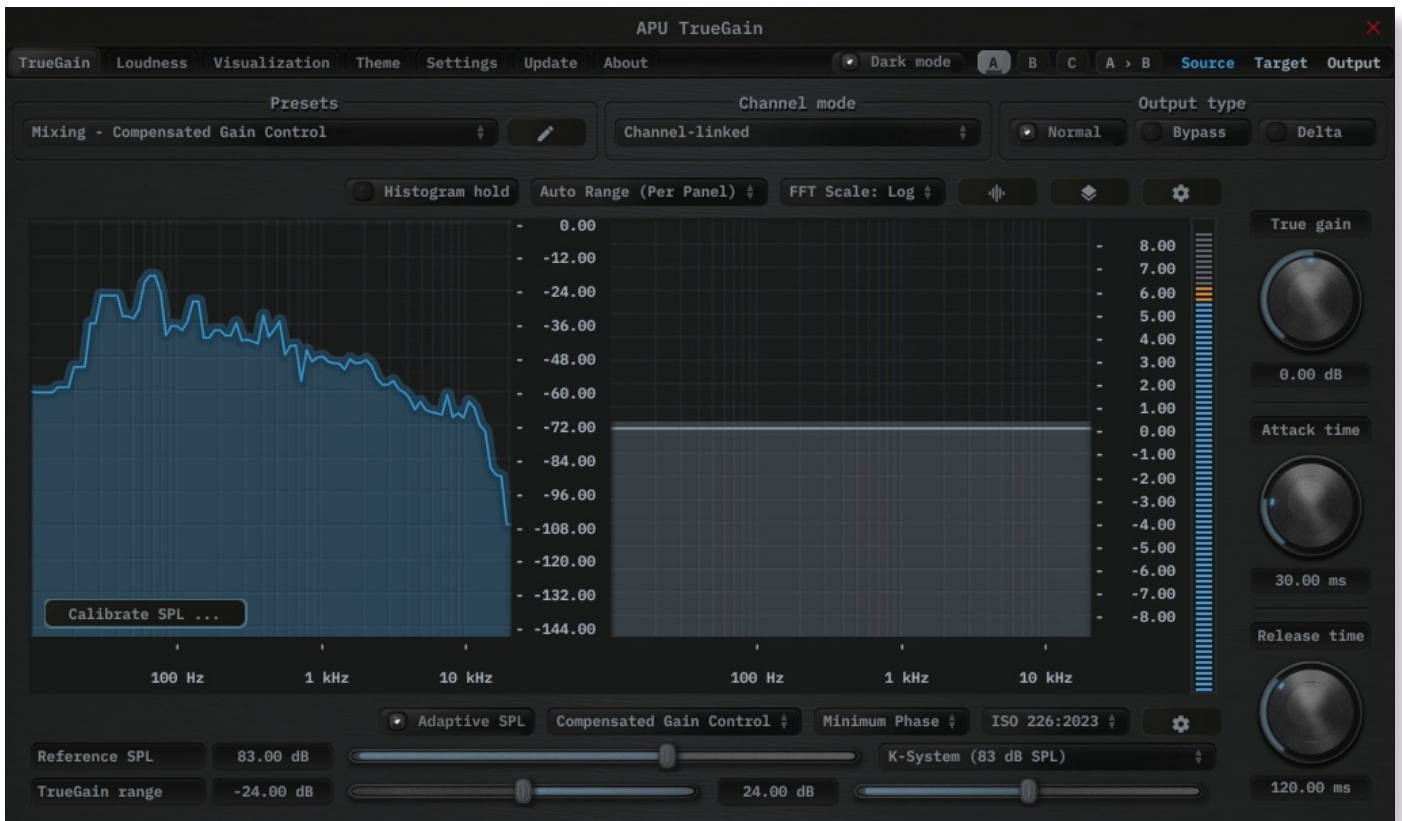 APU TrueGain
TrueGain Loudness Visualization Theme Settings Update About Dark mode A B C A › B Source Target Output
Presets Channel mode Output type
Mixing - Compensated Gain Control Channel-linked Normal Bypass Delta
Histogram hold Auto Range (Per Panel) FFT Scale: Log
True gain
0.00 dB
Attack time
30.00 ms
Release time
120.00 ms
- 0.00
- -12.00
- -24.00
- -36.00
- -48.00
- -60.00
- -72.00
- -84.00
- -96.00
- -108.00
- -120.00
- -132.00
- -144.00
- 8.00
- 7.00
- 6.00
- 5.00
- 4.00
- 3.00
- 2.00
- 1.00
- 0.00
- -1.00
- -2.00
- -3.00
- -4.00
- -5.00
- -6.00
- -7.00
- -8.00
Calibrate SPL ...
100 Hz 1 kHz 10 kHz 100 Hz 1 kHz 10 kHz
Adaptive SPL Compensated Gain Control Minimum Phase ISO 226:2023
Reference SPL 83.00 dB K-System (83 dB SPL)
TrueGain range -24.00 dB 24.00 dB